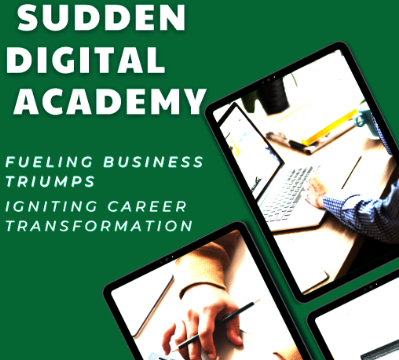 SUDDEN
DIGITAL
ACADEMY
FUELING BUSINESS
TRIUMPS
IGNITING CAREER
TRANSFORMATION